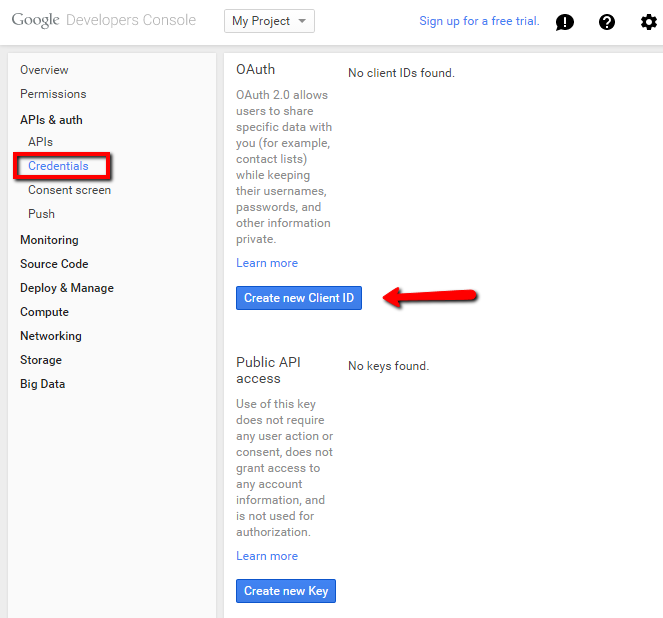 Google Developers Console
My Project
Sign up for a free trial.
Overview
Permissions
APIs & auth
APIs
Credentials
Consent screen
Push
Monitoring
Source Code
Deploy & Manage
Compute
Networking
Storage
Big Data
OAuth
OAuth 2.0 allows
users to share
specific data with
you (for example,
contact lists)
while keeping
their usernames,
passwords, and
other information
private.
Learn more
Create new Client ID
No client IDs found.
Public API
access
Use of this key
does not require
any user action or
consent, does not
grant access to
any account
information, and
is not used for
authorization.
Learn more
Create new Key
No keys found.